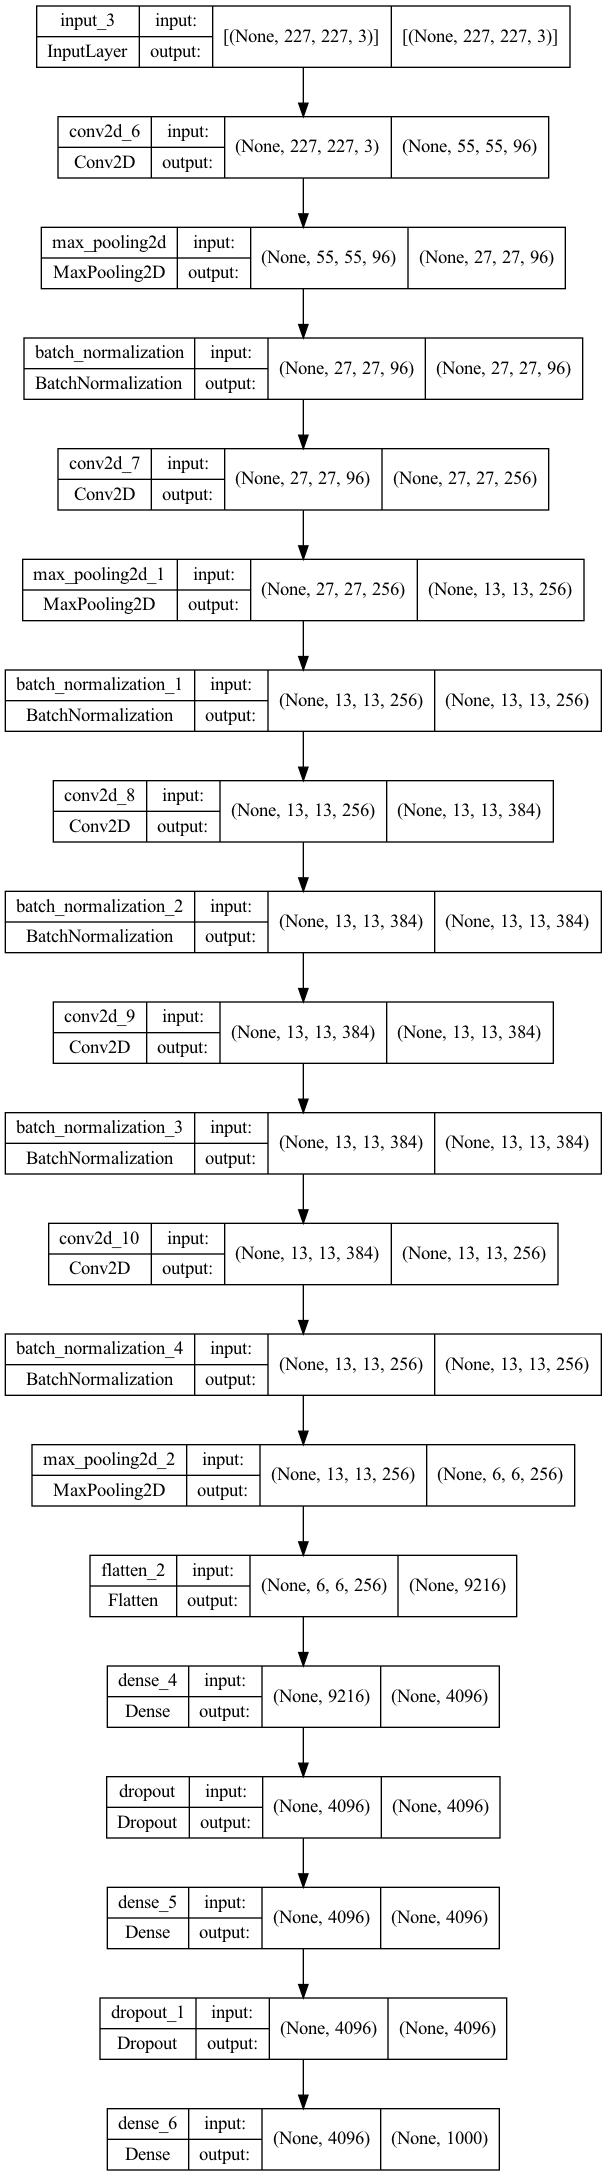 input_3 input: [(None, 227, 227, 3)] [(None, 227, 227, 3)]
InputLayer output:
conv2d_6 input: (None, 227, 227, 3) (None, 55, 55, 96)
Conv2D output:
max_pooling2d input: (None, 55, 55, 96) (None, 27, 27, 96)
MaxPooling2D output:
batch_normalization input: (None, 27, 27, 96) (None, 27, 27, 96)
BatchNormalization output:
conv2d_7 input: (None, 27, 27, 96) (None, 27, 27, 256)
Conv2D output:
max_pooling2d_1 input: (None, 27, 27, 256) (None, 13, 13, 256)
MaxPooling2D output:
batch_normalization_1 input: (None, 13, 13, 256) (None, 13, 13, 256)
BatchNormalization output:
conv2d_8 input: (None, 13, 13, 256) (None, 13, 13, 384)
Conv2D output:
batch_normalization_2 input: (None, 13, 13, 384) (None, 13, 13, 384)
BatchNormalization output:
conv2d_9 input: (None, 13, 13, 384) (None, 13, 13, 384)
Conv2D output:
batch_normalization_3 input: (None, 13, 13, 384) (None, 13, 13, 384)
BatchNormalization output:
conv2d_10 input: (None, 13, 13, 384) (None, 13, 13, 256)
Conv2D output:
batch_normalization_4 input: (None, 13, 13, 256) (None, 13, 13, 256)
BatchNormalization output:
max_pooling2d_2 input: (None, 13, 13, 256) (None, 6, 6, 256)
MaxPooling2D output:
flatten_2 input: (None, 6, 6, 256) (None, 9216)
Flatten output:
dense_4 input: (None, 9216) (None, 4096)
Dense output:
dropout input: (None, 4096) (None, 4096)
Dropout output:
dense_5 input: (None, 4096) (None, 4096)
Dense output:
dropout_1 input: (None, 4096) (None, 4096)
Dropout output:
dense_6 input: (None, 4096) (None, 1000)
Dense output: